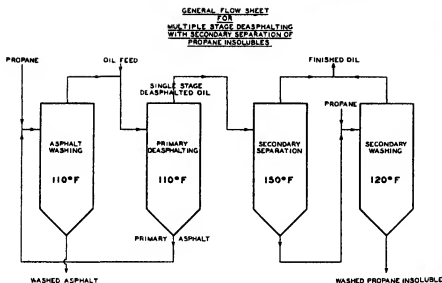 GENERAL FLOW SHEET
FOR
MULTIPLE STAGE DEASPHALTING
WITH SECONDARY SEPARATION OF
PROPANE INSOLUBLES
PROPANE
OIL FEED
FINISHED OIL
SINGLE STAGE
DEASPHALTED OIL
PROPANE
ASPHALT
WASHING
110°F
PRIMARY
DEASPHALTING
110°F
SECONDARY
SEPARATION
150°F
SECONDARY
WASHING
120°F
PRIMARY ASPHALT
WASHED ASPHALT
WASHED PROPANE INSOLUBLE